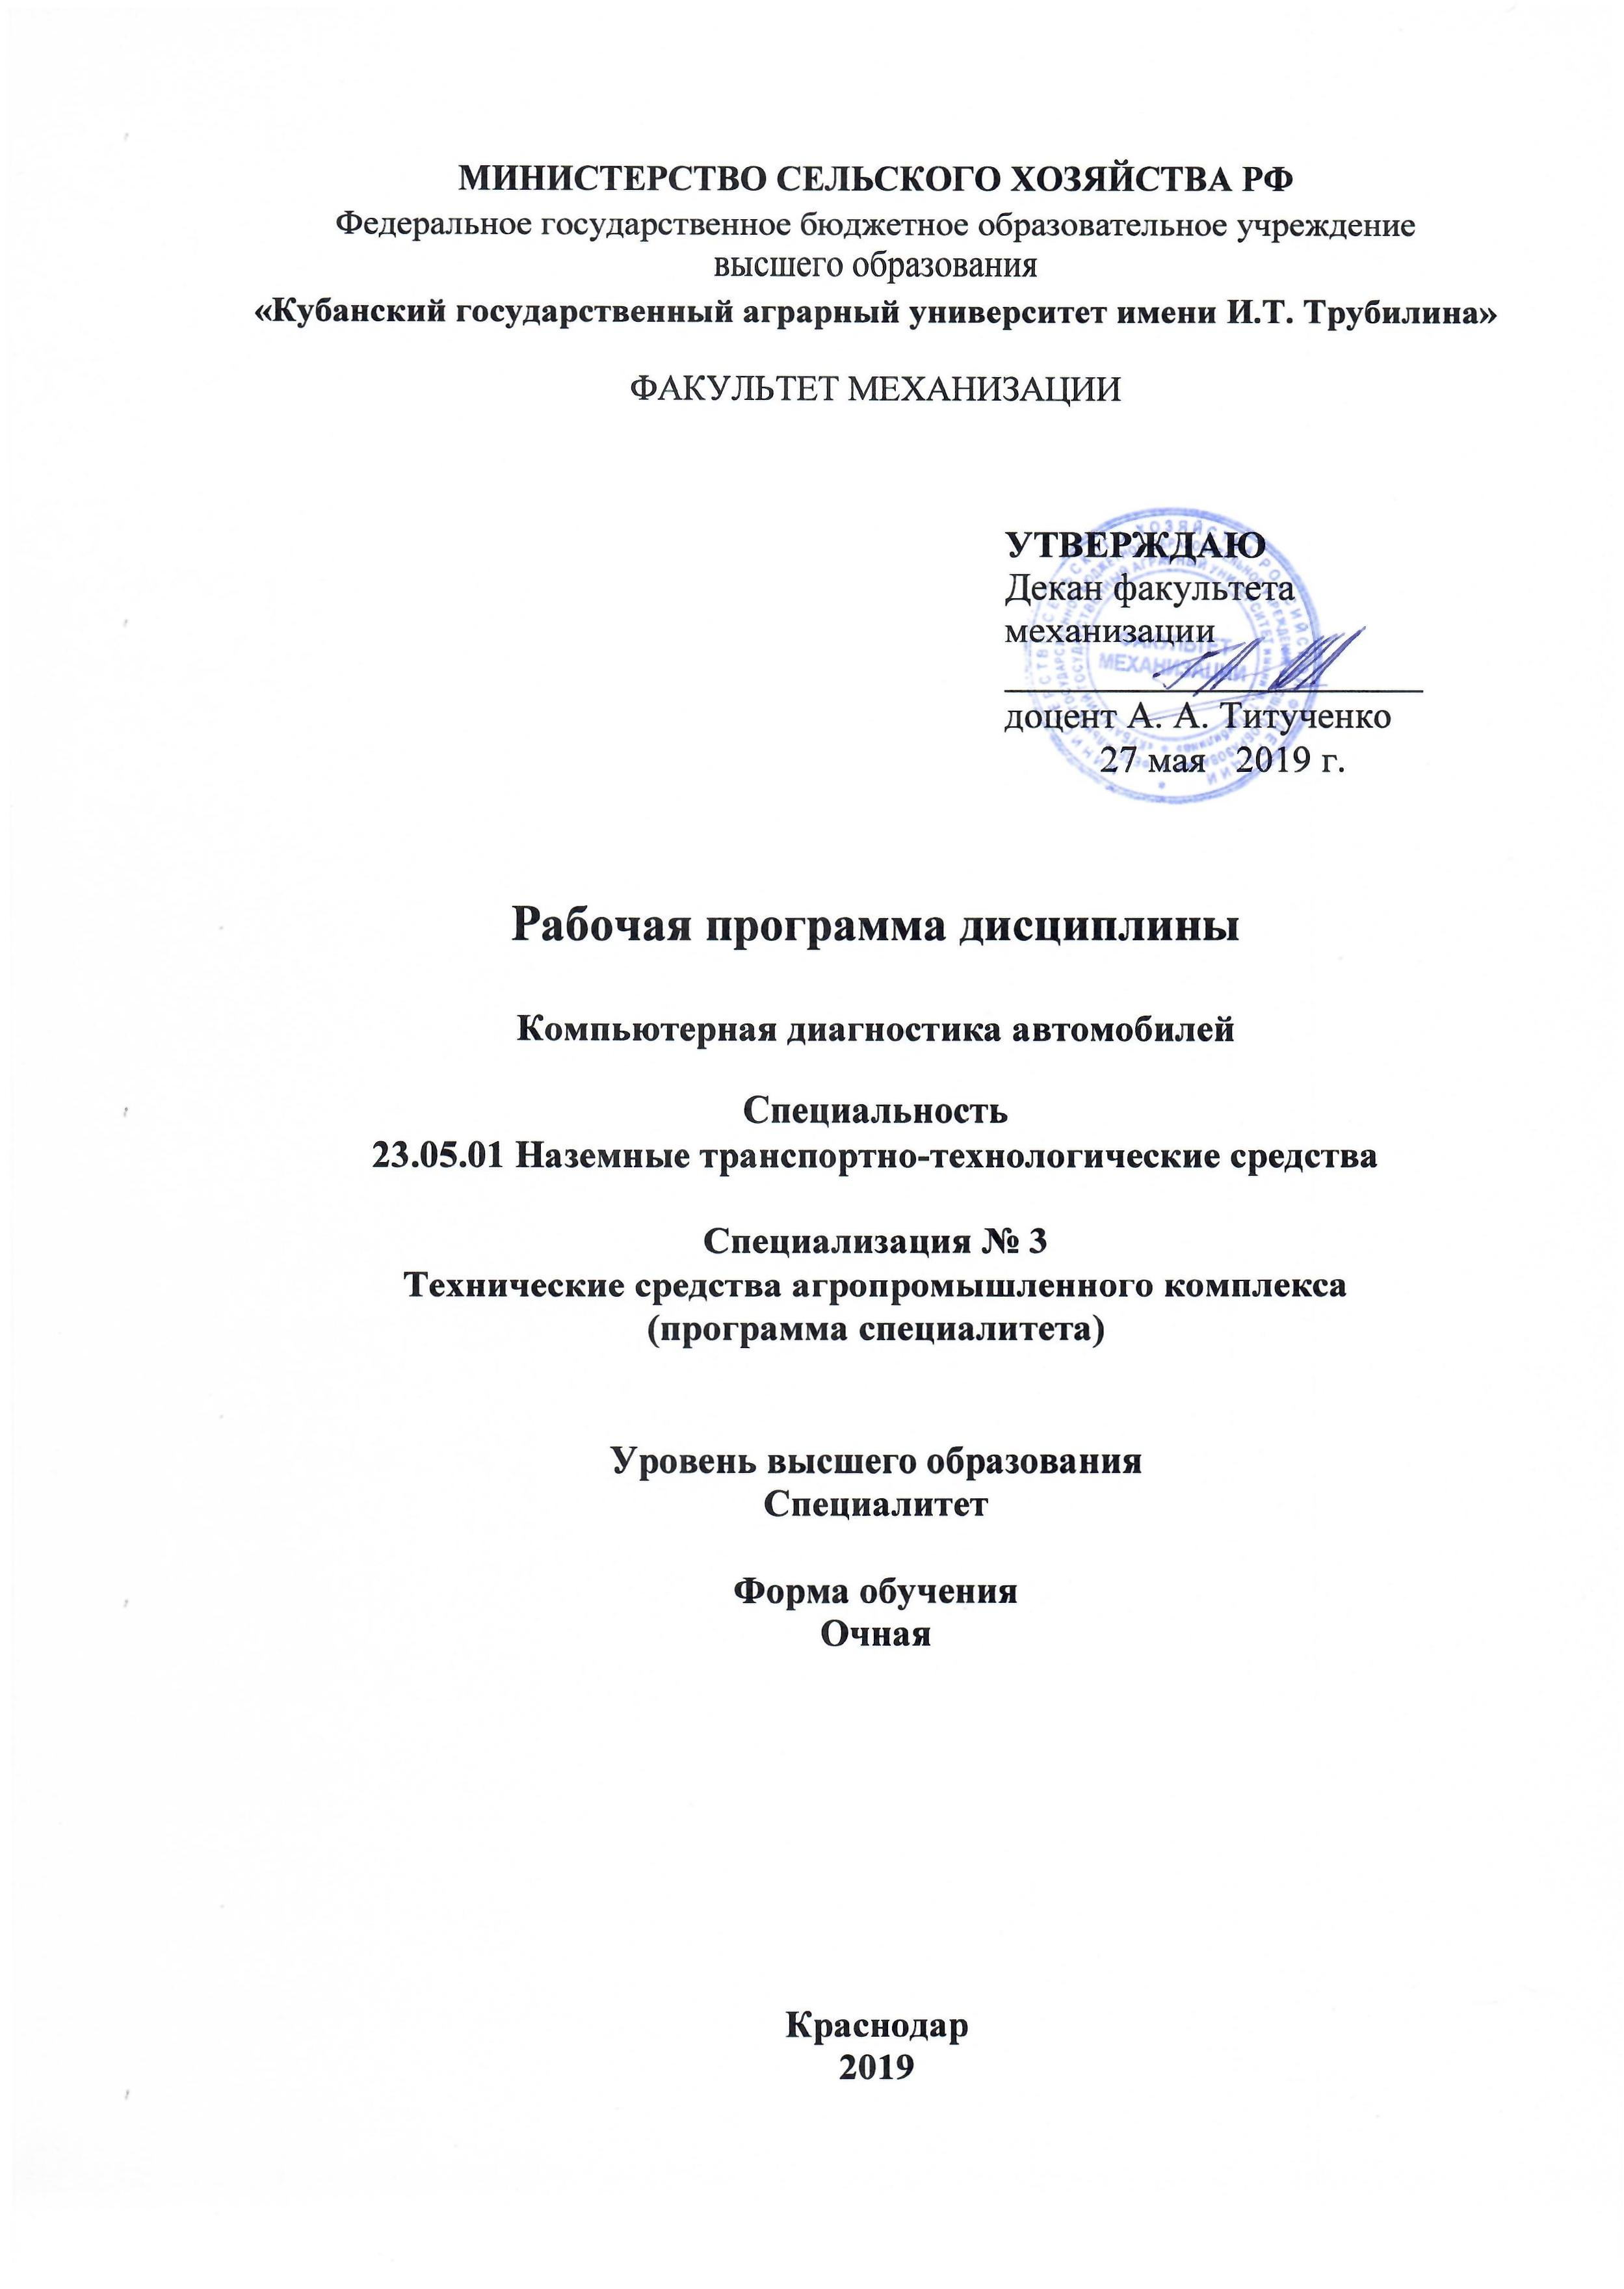 МИНИСТЕРСТВО СЕЛЬСКОГО ХОЗЯЙСТВА РФ
Федеральное государственное бюджетное образовательное учреждение
высшего образования
«Кубанский государственный аграрный университет имени И.Т. Трубилина»
ФАКУЛЬТЕТ МЕХАНИЗАЦИИ
УТВЕРЖДАЮ
Декан факультета
механизации
ФАКУЛЬТЕТ
МЕХАНИЗАЦИИ
доцент А. А. Титученко
27 мая 2019 г.
Рабочая программа дисциплины
Компьютерная диагностика автомобилей
Специальность
23.05.01 Наземные транспортно-технологические средства
Специализация № 3
Технические средства агропромышленного комплекса
(программа специалитета)
Уровень высшего образования
Специалитет
Форма обучения
Очная
Краснодар
2019